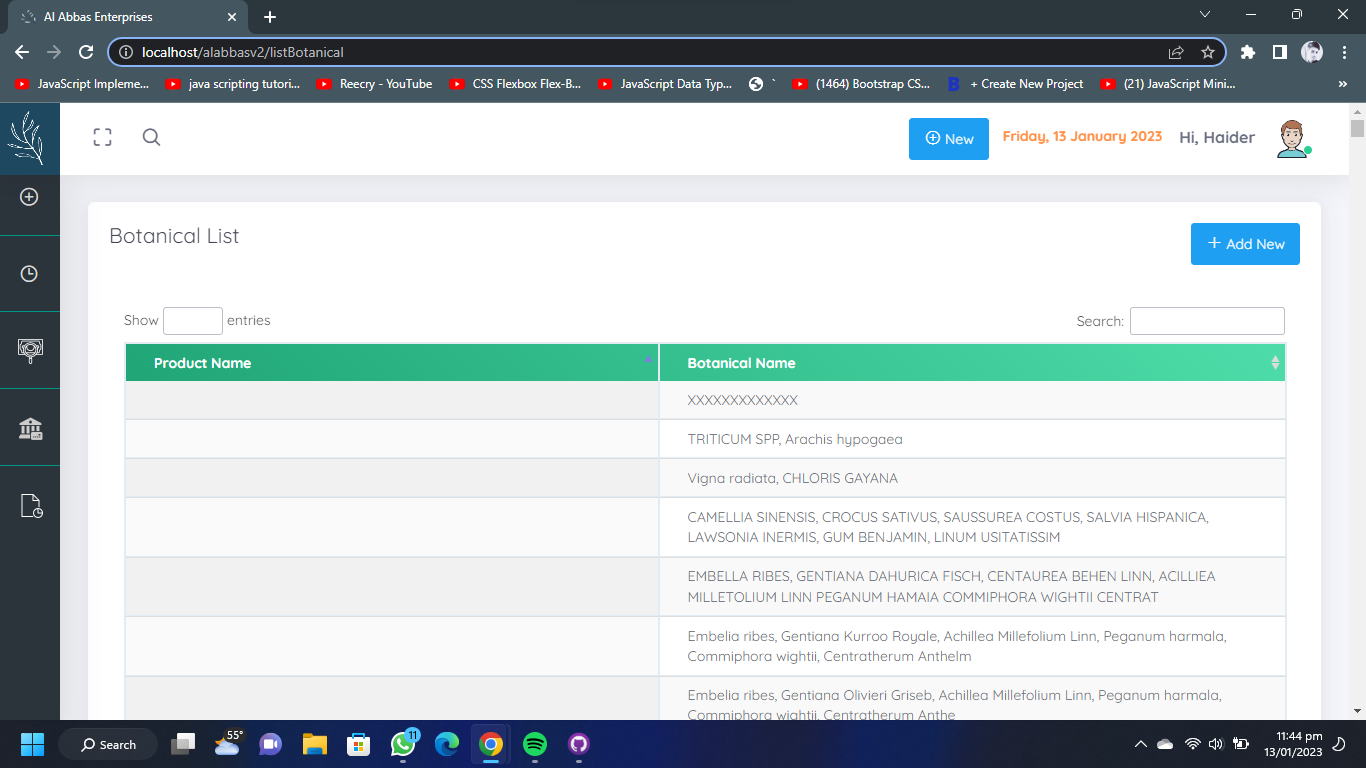 Al Abbas Enterprises
localhost/alabbasv2/listBotanical
JavaScript Impleme...
java scripting tutori...
Reecry - YouTube
CSS Flexbox Flex-B...
JavaScript Data Typ...
`
(1464) Bootstrap CS...
+ Create New Project
(21) JavaScript Mini...
»
New
Friday, 13 January 2023
Hi, Haider
Botanical List
+ Add New
Show
entries
Search:
Product Name
Botanical Name
XXXXXXXXXXXXX
TRITICUM SPP, Arachis hypogaea
Vigna radiata, CHLORIS GAYANA
CAMELLIA SINENSIS, CROCUS SATIVUS, SAUSSUREA COSTUS, SALVIA HISPANICA,
LAWSONIA INERMIS, GUM BENJAMIN, LINUM USITATISSIM
EMBELLA RIBES, GENTIANA DAHURICA FISCH, CENTAUREA BEHEN LINN, ACILLIEA
MILLETOLIUM LINN PEGANUM HAMAIA COMMIPHORA WIGHTII CENTRAT
Embelia ribes, Gentiana Kurroo Royale, Achillea Millefolium Linn, Peganum harmala,
Commiphora wightii, Centratherum Anthelm
Embelia ribes, Gentiana Olivieri Griseb, Achillea Millefolium Linn, Peganum harmala,
Commiphora wightii, Centratherum Anthe
Search
55°
11
11:44 pm
13/01/2023